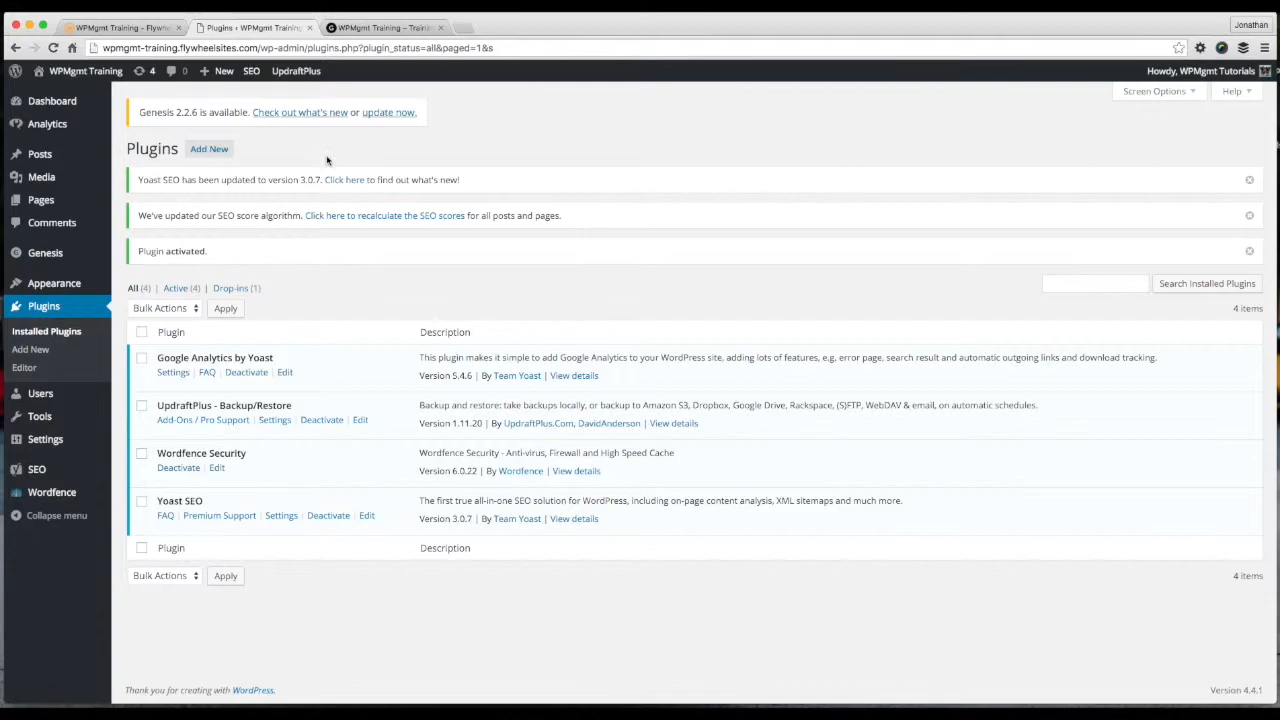 WPMgmt Training – Flywhe
Plugins ‹ WPMgmt Training
WPMgmt Training – Traini
Jonathan
wpmgmt-training.flywheelsites.com/wp-admin/plugins.php?plugin_status=all&paged=1&s
WPMgmt Training 4 0 New SEO UpdraftPlus
Howdy, WPMgmt Tutorials
Screen Options Help
Dashboard
Analytics
Posts
Media
Pages
Comments
Genesis
Appearance
Plugins
Installed Plugins
Add New
Editor
Users
Tools
Settings
SEO
Wordfence
Collapse menu
Genesis 2.2.6 is available. Check out what's new or update now.
Plugins Add New
Yoast SEO has been updated to version 3.0.7. Click here to find out what's new!
We've updated our SEO score algorithm. Click here to recalculate the SEO scores for all posts and pages.
Plugin activated.
All (4) | Active (4) | Drop-ins (1)
Search Installed Plugins
Bulk Actions Apply
4 items
Plugin Description
Google Analytics by Yoast
Settings | FAQ | Deactivate | Edit
This plugin makes it simple to add Google Analytics to your WordPress site, adding lots of features, e.g. error page, search result and automatic outgoing links and download tracking.
Version 5.4.6 | By Team Yoast | View details
UpdraftPlus - Backup/Restore
Add-Ons / Pro Support | Settings | Deactivate | Edit
Backup and restore: take backups locally, or backup to Amazon S3, Dropbox, Google Drive, Rackspace, (S)FTP, WebDAV & email, on automatic schedules.
Version 1.11.20 | By UpdraftPlus.Com, DavidAnderson | View details
Wordfence Security
Deactivate | Edit
Wordfence Security - Anti-virus, Firewall and High Speed Cache
Version 6.0.22 | By Wordfence | View details
Yoast SEO
FAQ | Premium Support | Settings | Deactivate | Edit
The first true all-in-one SEO solution for WordPress, including on-page content analysis, XML sitemaps and much more.
Version 3.0.7 | By Team Yoast | View details
Plugin Description
Bulk Actions Apply
4 items
Thank you for creating with WordPress.
Version 4.4.1